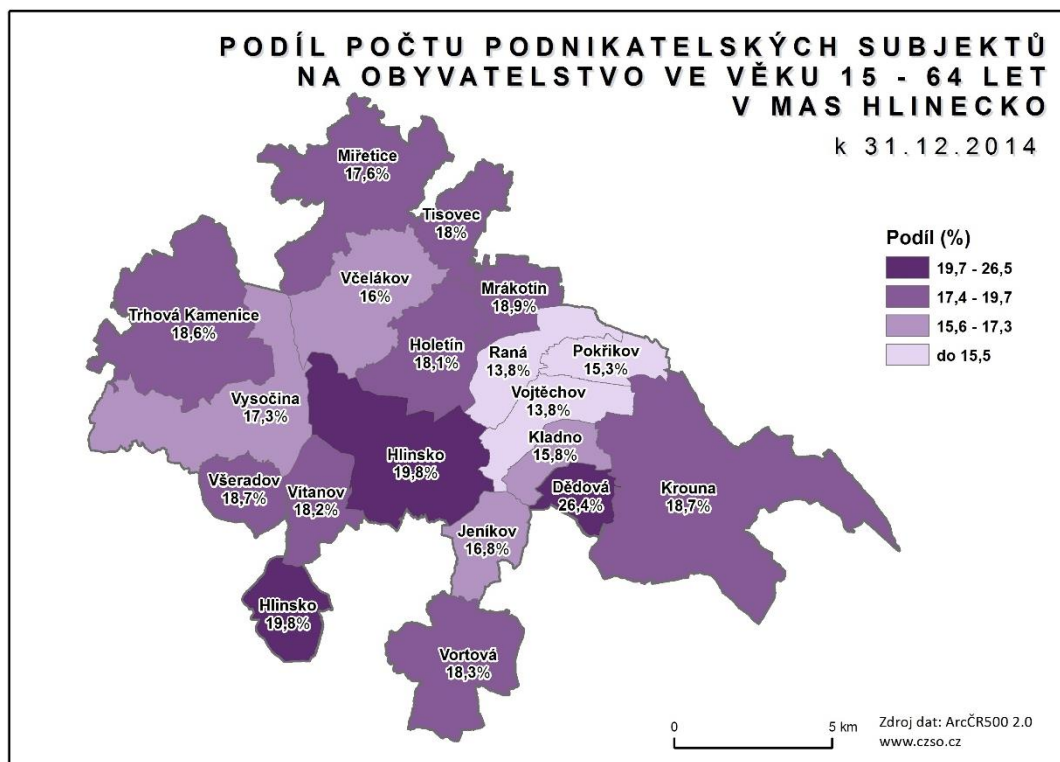 PODÍL POČTU PODNIKATELSKÝCH SUBJEKTŮ
NA OBYVATELSTVO VE VĚKU 15 - 64 LET
V MAS HLINECKO
k 31.12.2014
Miřetice
17,6%
Tisovec
18%
Včelákov
16%
Mrákotín
18,9%
Trhová Kamenice
18,6%
Holetín
18,1%
Raná
13,8%
Pokřikov
15,3%
Vysočina
17,3%
Vojtěchov
13,8%
Hlinsko
19,8%
Kladno
15,8%
Všeradov
18,7%
Vítanov
18,2%
Dědová
26,4%
Krouna
18,7%
Jeníkov
16,8%
Hlinsko
19,8%
Vortová
18,3%
Podíl (%)
19,7 - 26,5
17,4 - 19,7
15,6 - 17,3
do 15,5
0 5 km
Zdroj dat: ArcČR500 2.0
www.czso.cz